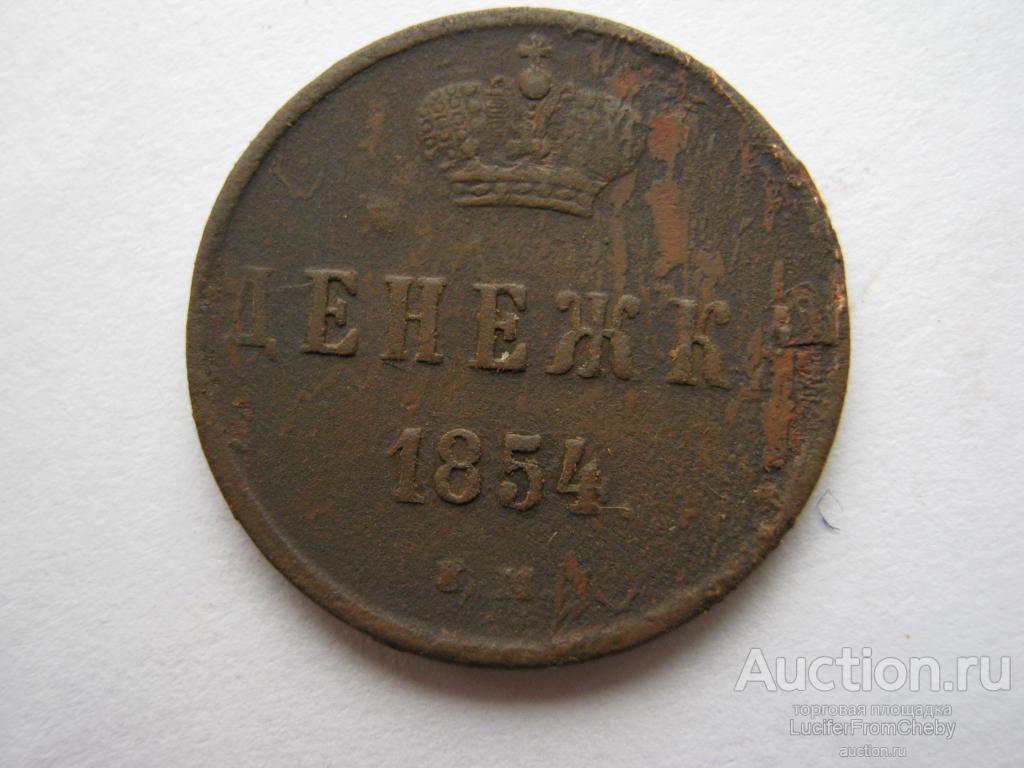 ДЕНЕЖКА
1854
Е.М.
Auction.ru
торговая площадка
LuciferFromCheby
auction.ru